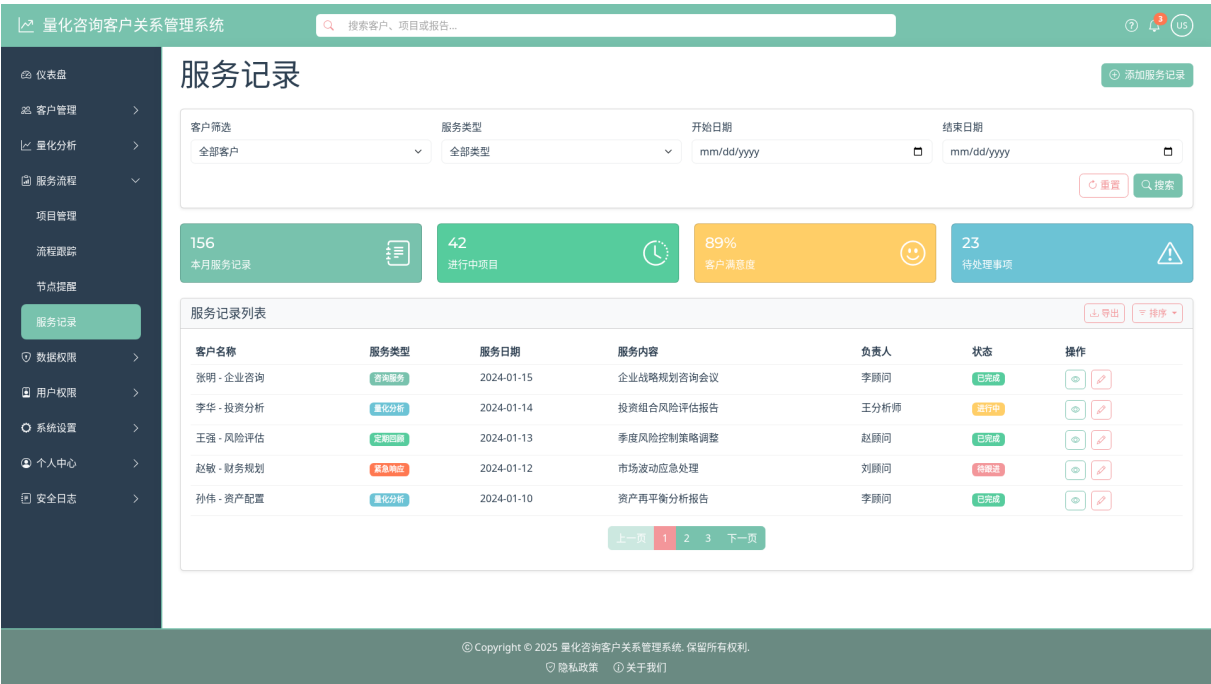 量化咨询客户关系管理系统
搜索客户、项目或报告...
3
US
仪表盘
客户管理
量化分析
服务流程
项目管理
流程跟踪
节点提醒
服务记录
数据权限
用户权限
系统设置
个人中心
安全日志
服务记录
添加服务记录
客户筛选 服务类型 开始日期 结束日期
全部客户 全部类型 mm/dd/yyyy mm/dd/yyyy
重置 搜索
156 42 89% 23
本月服务记录 进行中项目 客户满意度 待处理事项
服务记录列表 导出 排序
客户名称 服务类型 服务日期 服务内容 负责人 状态 操作
张明 - 企业咨询 咨询服务 2024-01-15 企业战略规划咨询会议 李顾问 已完成
李华 - 投资分析 量化分析 2024-01-14 投资组合风险评估报告 王分析师 进行中
王强 - 风险评估 定期回顾 2024-01-13 季度风险控制策略调整 赵顾问 已完成
赵敏 - 财务规划 紧急响应 2024-01-12 市场波动应急处理 刘顾问 待跟进
孙伟 - 资产配置 量化分析 2024-01-10 资产再平衡分析报告 李顾问 已完成
上一页 1 2 3 下一页
© Copyright © 2025 量化咨询客户关系管理系统. 保留所有权利.
隐私政策 关于我们